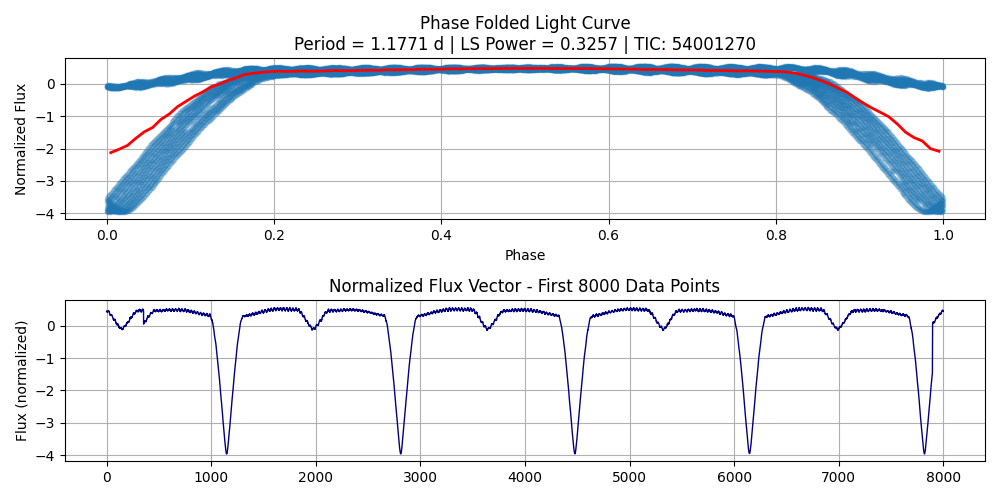 Phase Folded Light Curve
Period = 1.1771 d | LS Power = 0.3257 | TIC: 54001270
Normalized Flux
0
−1
−2
−3
−4
0.0 0.2 0.4 0.6 0.8 1.0
Phase
Normalized Flux Vector - First 8000 Data Points
Flux (normalized)
0
−1
−2
−3
−4
0 1000 2000 3000 4000 5000 6000 7000 8000